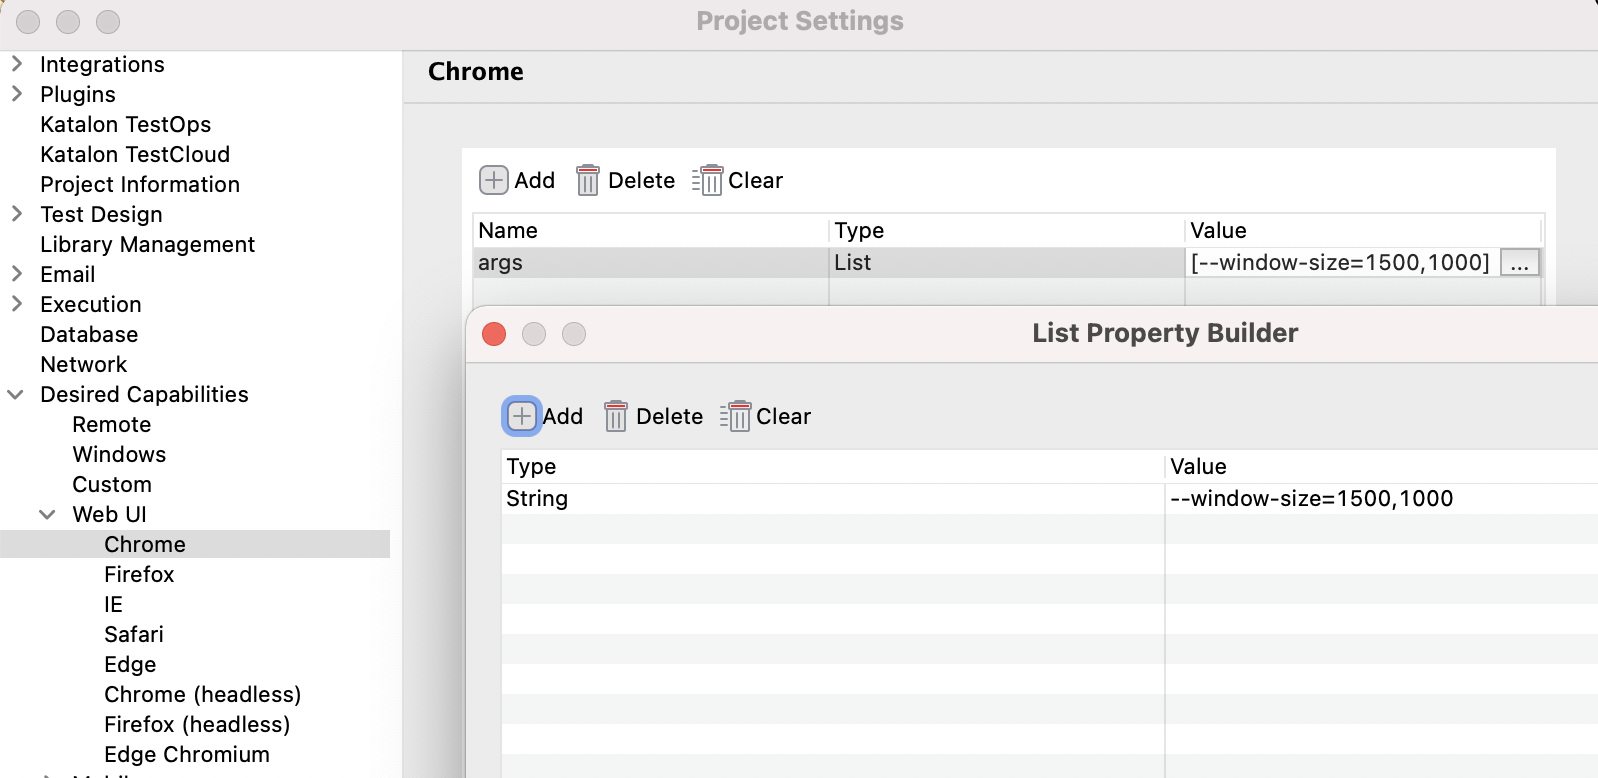 Project Settings
Integrations
Plugins
Katalon TestOps
Katalon TestCloud
Project Information
Test Design
Library Management
Email
Execution
Database
Network
Desired Capabilities
Remote
Windows
Custom
Web UI
Chrome
Firefox
IE
Safari
Edge
Chrome (headless)
Firefox (headless)
Edge Chromium
Chrome
Add Delete Clear
Name Type Value
args List [--window-size=1500,1000] ...
List Property Builder
Add Delete Clear
Type Value
String --window-size=1500,1000